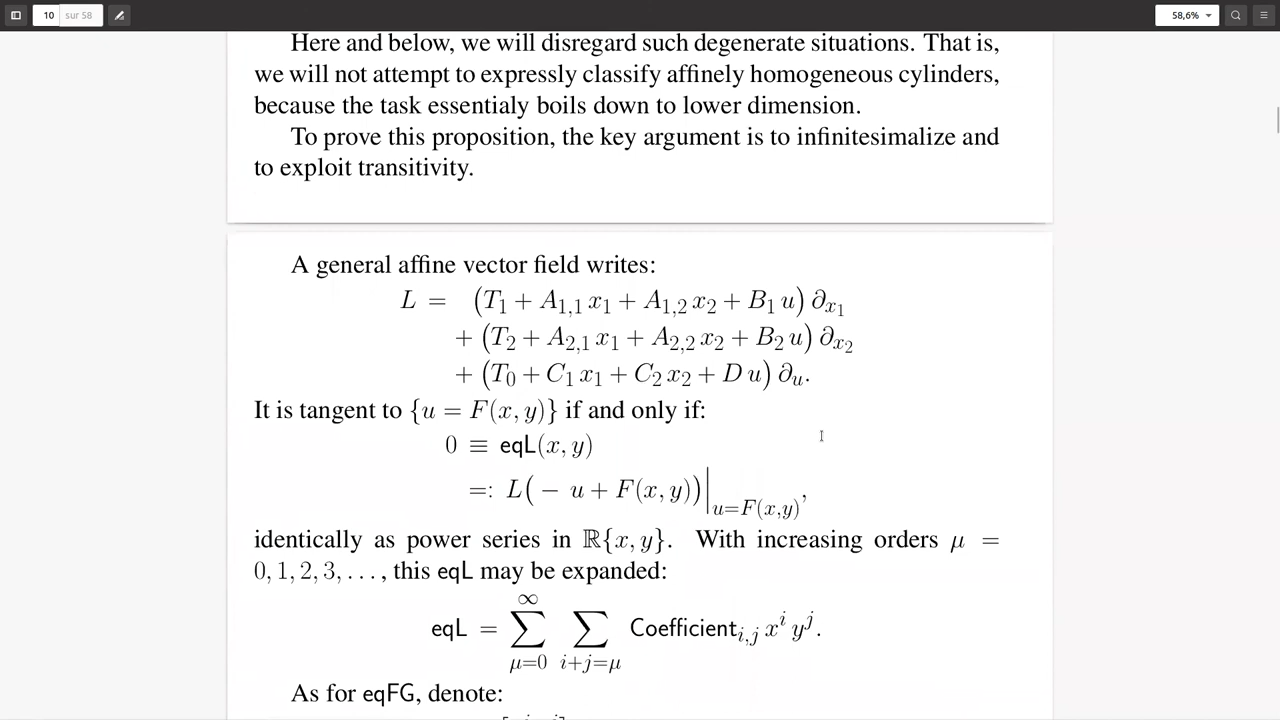 10 sur 58 58,6%
Here and below, we will disregard such degenerate situations. That is,
we will not attempt to expressly classify affinely homogeneous cylinders,
because the task essentialy boils down to lower dimension.
To prove this proposition, the key argument is to infinitesimalize and
to exploit transitivity.
A general affine vector field writes:
L = (T₁ + A₁,₁ x₁ + A₁,₂ x₂ + B₁ u) ∂ₓ₁
+ (T₂ + A₂,₁ x₁ + A₂,₂ x₂ + B₂ u) ∂ₓ₂
+ (T₀ + C₁ x₁ + C₂ x₂ + D u) ∂ᵤ.
It is tangent to {u = F(x, y)} if and only if:
0 ≡ eqL(x, y)
=: L(− u + F(x, y))|_{u=F(x,y)},
identically as power series in ℝ{x, y}. With increasing orders μ =
0, 1, 2, 3, . . . , this eqL may be expanded:
eqL = ∑_{μ=0}^{∞} ∑_{i+j=μ} Coefficient_{i,j} x^i y^j.
As for eqFG, denote: